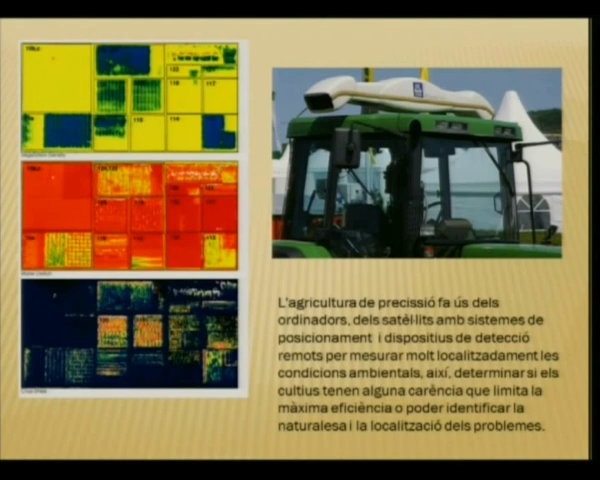 L'agricultura de precissió fa ús dels
ordinadors, dels satèl·lits amb sistemes de
posicionament i dispositius de detecció
remots per mesurar molt localitzadament les
condicions ambientals, així, determinar si els
cultius tenen alguna carència que limita la
màxima eficiència o poder identificar la
naturalesa i la localització dels problemes.